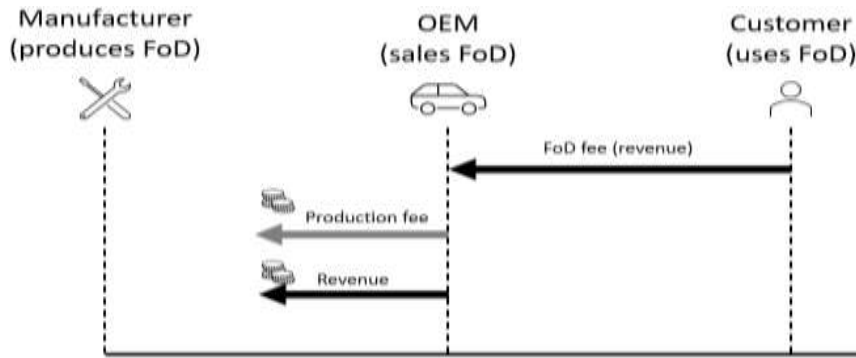 Manufacturer
(produces FoD)
OEM
(sales FoD)
Customer
(uses FoD)
FoD fee (revenue)
Production fee
Revenue